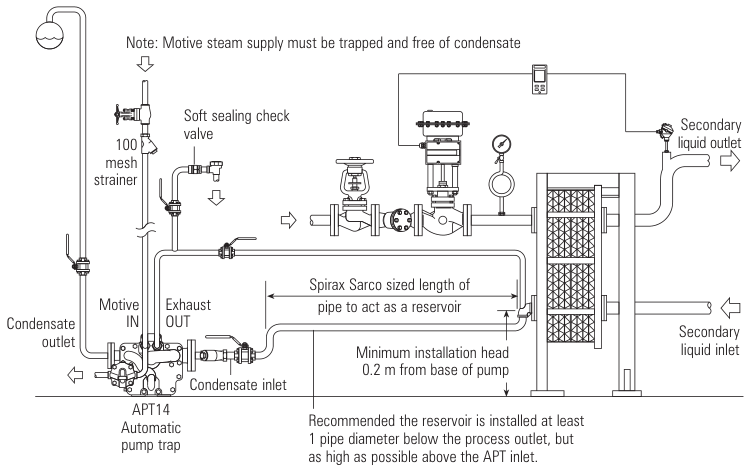 Note: Motive steam supply must be trapped and free of condensate
100
mesh
strainer
Soft sealing check
valve
Secondary
liquid outlet
Spirax Sarco sized length of
pipe to act as a reservoir
Motive
IN
Exhaust
OUT
Condensate
outlet
Secondary
liquid inlet
Minimum installation head
0.2 m from base of pump
Condensate inlet
APT14
Automatic
pump trap
Recommended the reservoir is installed at least
1 pipe diameter below the process outlet, but
as high as possible above the APT inlet.